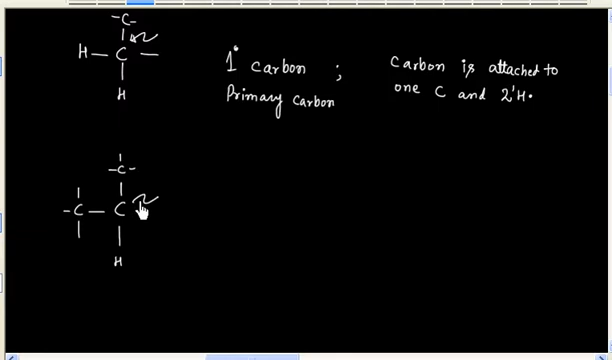 -C-
H—C—
H
1° Carbon ; Carbon is attached to
Primary Carbon one C and 2'H.
-C-
-C—C
H